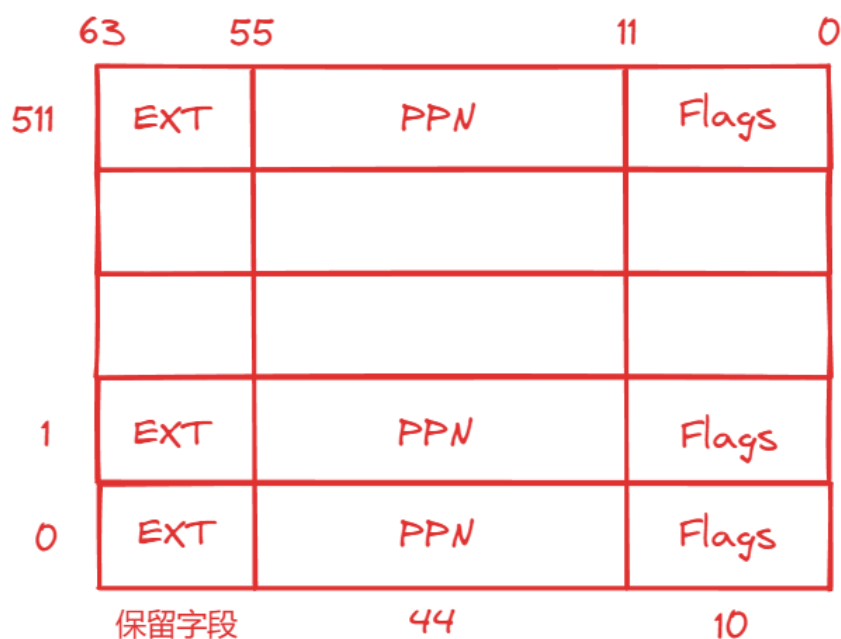 63 55 11 0
511 EXT PPN Flags
1 EXT PPN Flags
0 EXT PPN Flags
保留字段 44 10